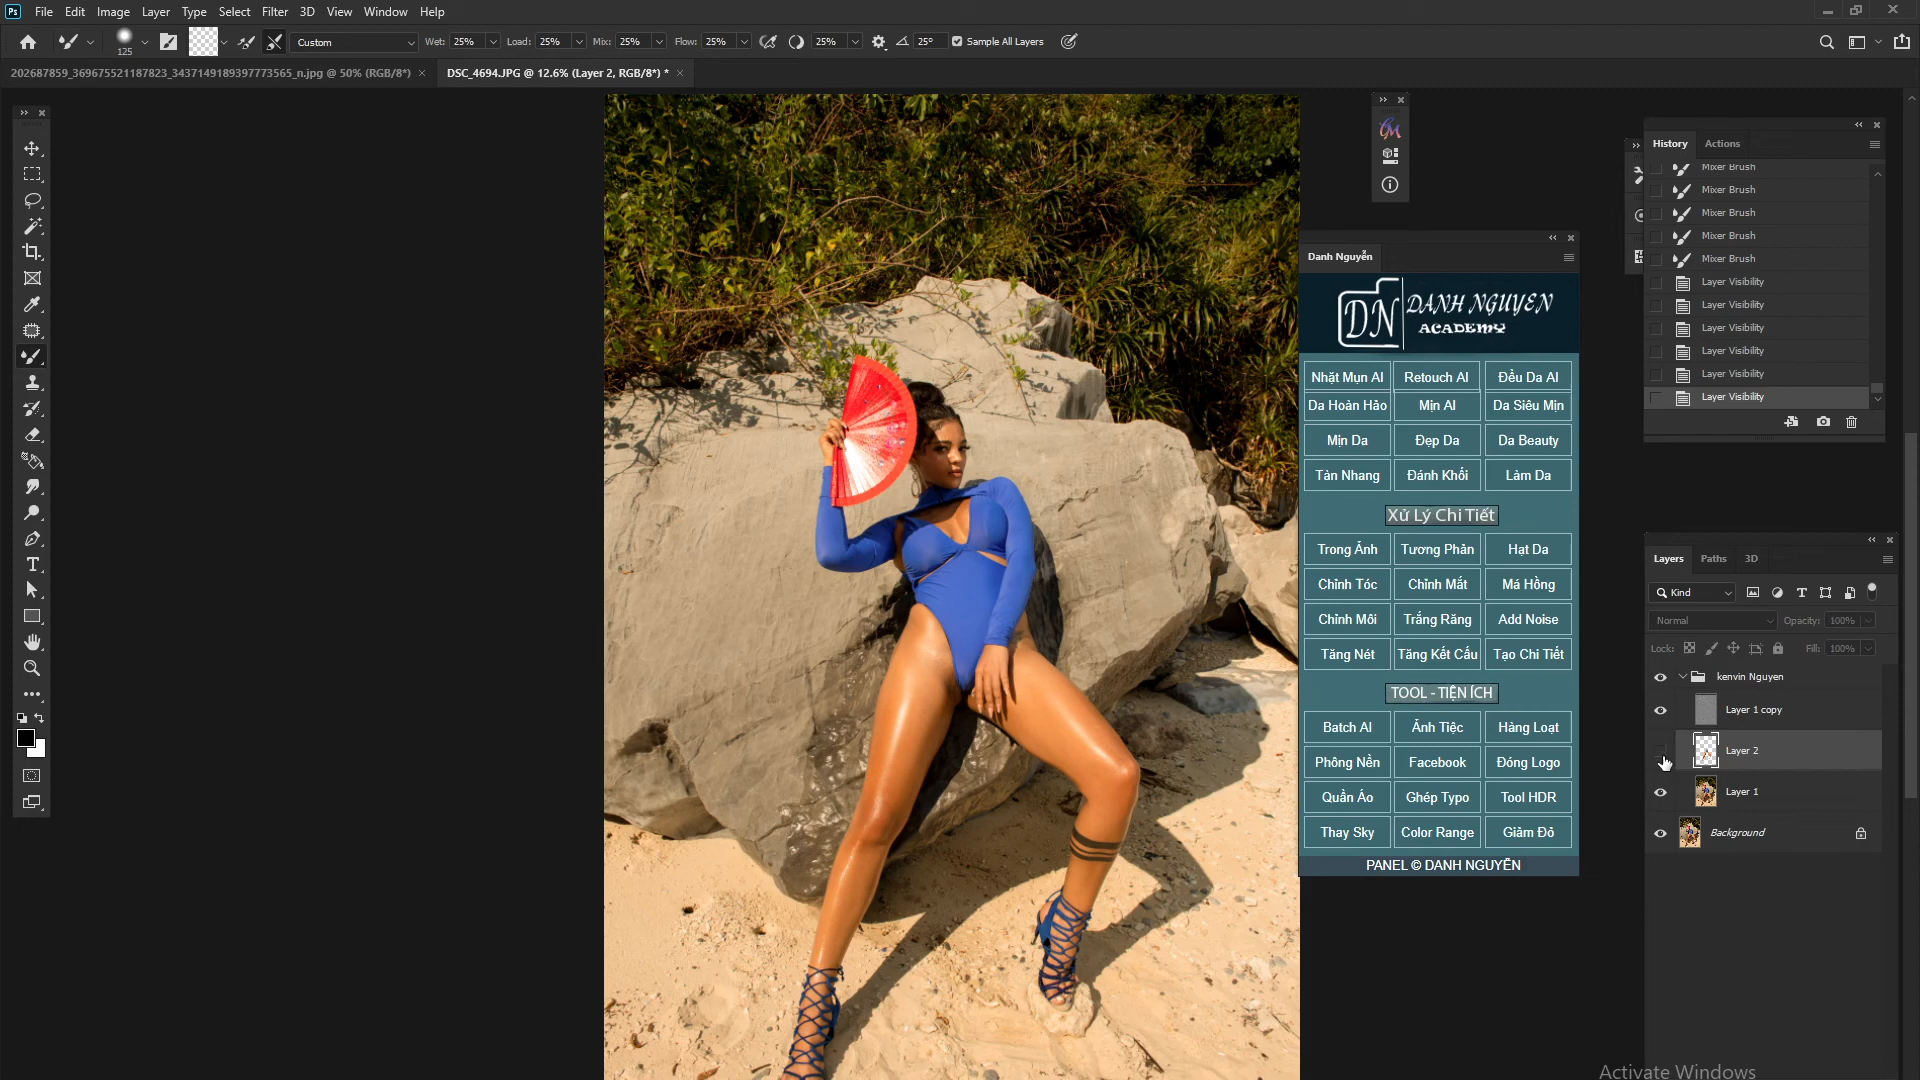 Ps File Edit Image Layer Type Select Filter 3D View Window Help
125 Custom Wet: 25% Load: 25% Mix: 25% Flow: 25% 25% 25° Sample All Layers
202687859_369675521187823_3437149189397773565_n.jpg @ 50% (RGB/8*) × DSC_4694.JPG @ 12.6% (Layer 2, RGB/8*) * ×
History Actions
Mixer Brush
Mixer Brush
Mixer Brush
Mixer Brush
Mixer Brush
Layer Visibility
Layer Visibility
Layer Visibility
Layer Visibility
Layer Visibility
Layer Visibility
Danh Nguyễn
DN DANH NGUYEN
ACADEMY
Nhặt Mụn AI Retouch AI Đều Da AI
Da Hoàn Hảo Mịn AI Da Siêu Mịn
Mịn Da Đẹp Da Da Beauty
Tàn Nhang Đánh Khối Làm Da
Xử Lý Chi Tiết
Trong Ảnh Tương Phản Hạt Da
Chỉnh Tóc Chỉnh Mắt Má Hồng
Chỉnh Môi Trắng Răng Add Noise
Tăng Nét Tăng Kết Cấu Tạo Chi Tiết
TOOL - TIỆN ÍCH
Batch AI Ảnh Tiệc Hàng Loạt
Phông Nền Facebook Đóng Logo
Quần Áo Ghép Typo Tool HDR
Thay Sky Color Range Giảm Đỏ
PANEL © DANH NGUYỄN
Layers Paths 3D
Kind
Normal Opacity: 100%
Lock: Fill: 100%
kenvin Nguyen
Layer 1 copy
Layer 2
Layer 1
Background
Activate Windows